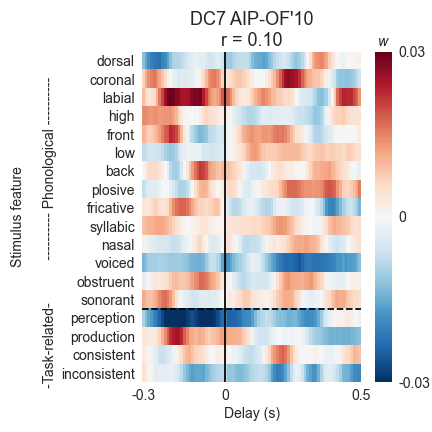 DC7 AIP-OF'10
r = 0.10
w
dorsal
coronal
labial
high
front
low
back
plosive
fricative
syllabic
nasal
voiced
obstruent
sonorant
perception
production
consistent
inconsistent
Stimulus feature
-Task-related- ----------- Phonological ----------
0.03
0
-0.03
-0.3 0 0.5
Delay (s)